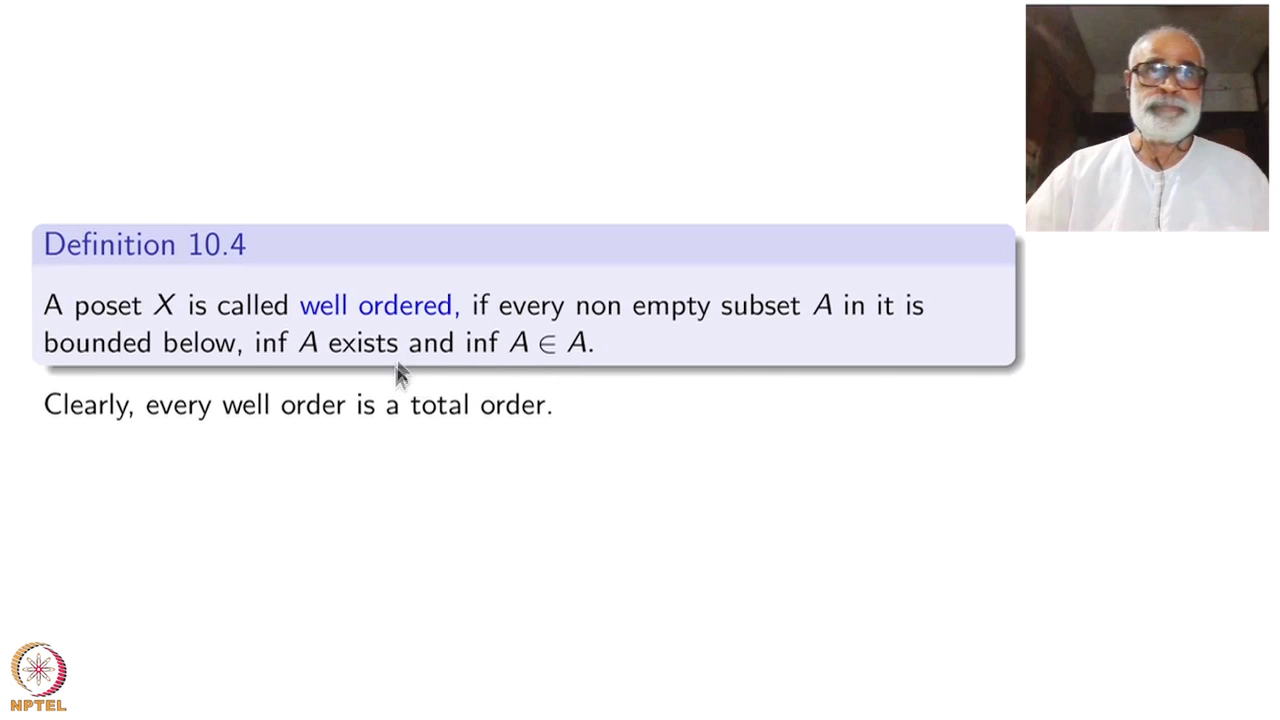 Definition 10.4
A poset X is called well ordered, if every non empty subset A in it is
bounded below, inf A exists and inf A ∈ A.
Clearly, every well order is a total order.
NPTEL